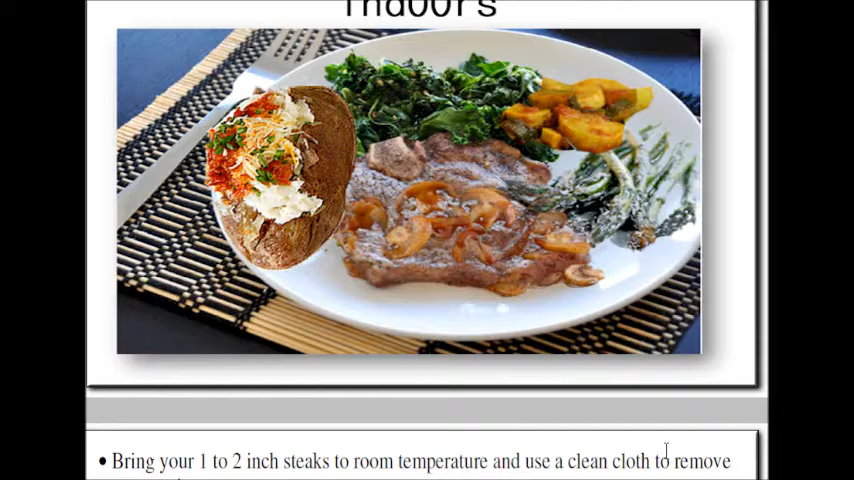 IndOOrs
• Bring your 1 to 2 inch steaks to room temperature and use a clean cloth to remove